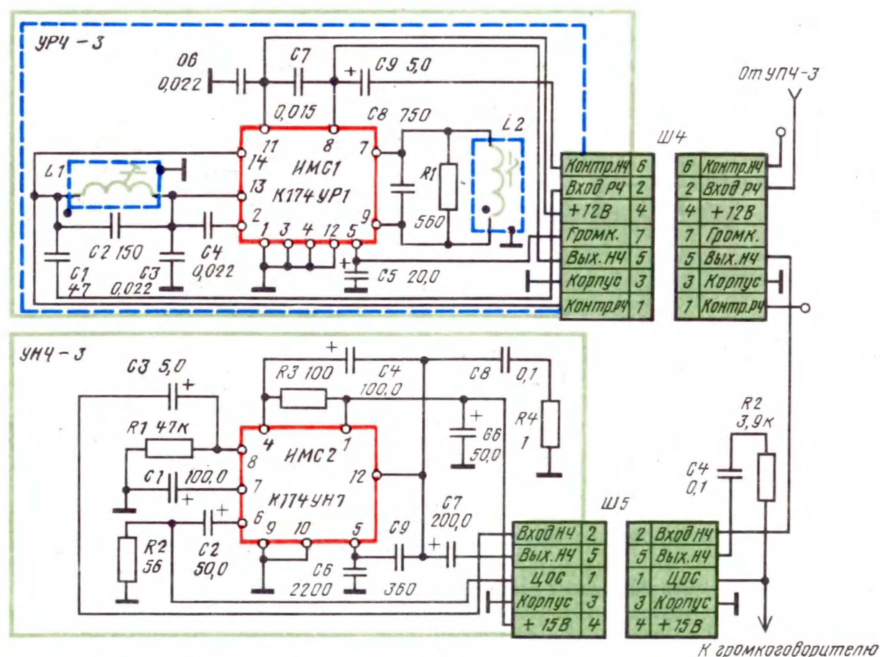 УРЧ-3
С6
0,022
С7
0,015
С9 5,0
С8 750
L2
L1
11
8
14
13
2
7
9
ИМС1
К174УР1
R1
560
1 3 4 12 5
С2 150
С4
0,022
С1
47
С3
0,022
С5 20,0
Ш4
От УПЧ-3
Контр.НЧ 6
Вход РЧ 2
+12В 4
Громк. 7
Вых.НЧ 5
Корпус 3
Контр.РЧ 1
6 Контр.НЧ
2 Вход РЧ
4 +12В
7 Громк.
5 Вых.НЧ
3 Корпус
1 Контр.РЧ
УНЧ-3
С3 5,0
R3 100
С4
100,0
С8
0,1
R4
1
С6
50,0
R1 47к
4
1
8
7
6
12
ИМС2
К174УН7
С1 100,0
R2
56
С2
50,0
9 10 5
С6
2200
С9
360
С7
200,0
Ш5
Вход НЧ 2
Вых.НЧ 5
ЦОС 1
Корпус 3
+15В 4
2 Вход НЧ
5 Вых.НЧ
1 ЦОС
3 Корпус
4 +15В
R2
3,9к
С4
0,1
К громкоговорителю